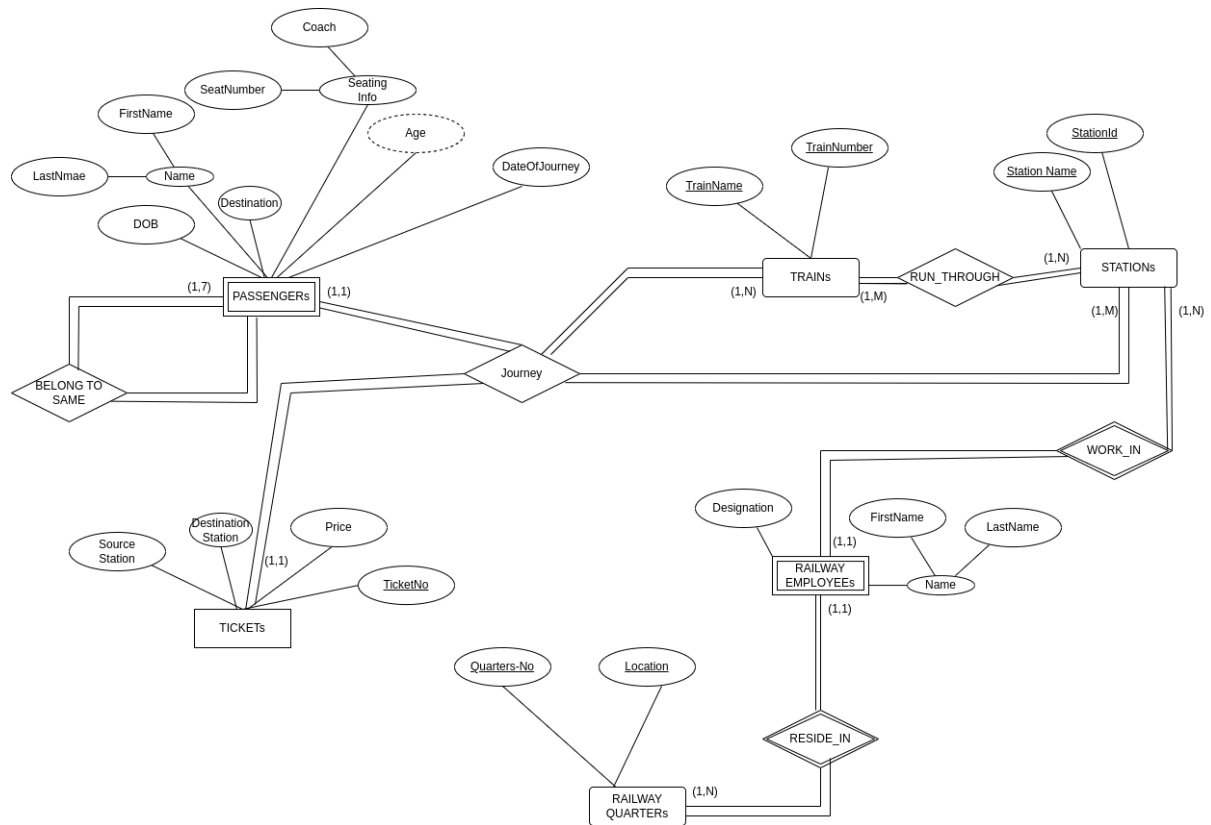 Coach
SeatNumber
Seating
Info
FirstName
Age
LastNmae
Name
DateOfJourney
Destination
DOB
TrainNumber
TrainName
StationId
Station Name
(1,7)
PASSENGERs
(1,1)
(1,N)
TRAINs
(1,M)
RUN_THROUGH
(1,N)
STATIONs
(1,M)
(1,N)
BELONG TO
SAME
Journey
WORK_IN
Source
Station
Destination
Station
Price
(1,1)
TicketNo
TICKETs
Designation
FirstName
LastName
(1,1)
RAILWAY
EMPLOYEEs
Name
(1,1)
Quarters-No
Location
RESIDE_IN
RAILWAY
QUARTERs
(1,N)